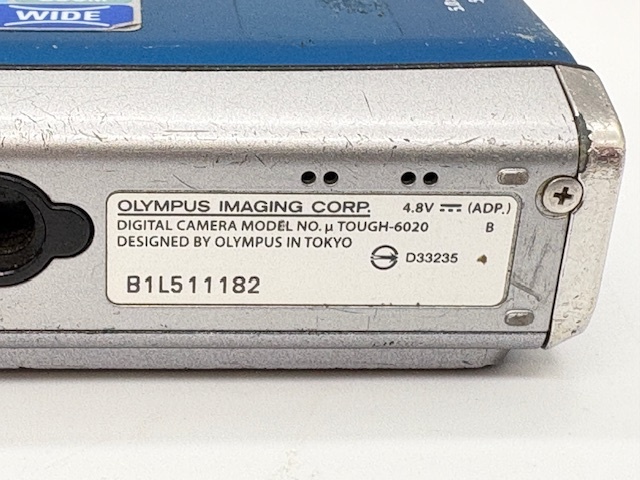 WIDE
OLYMPUS IMAGING CORP. 4.8V ⎓ (ADP.)
DIGITAL CAMERA MODEL NO. µ TOUGH-6020 B
DESIGNED BY OLYMPUS IN TOKYO
D33235
B1L511182